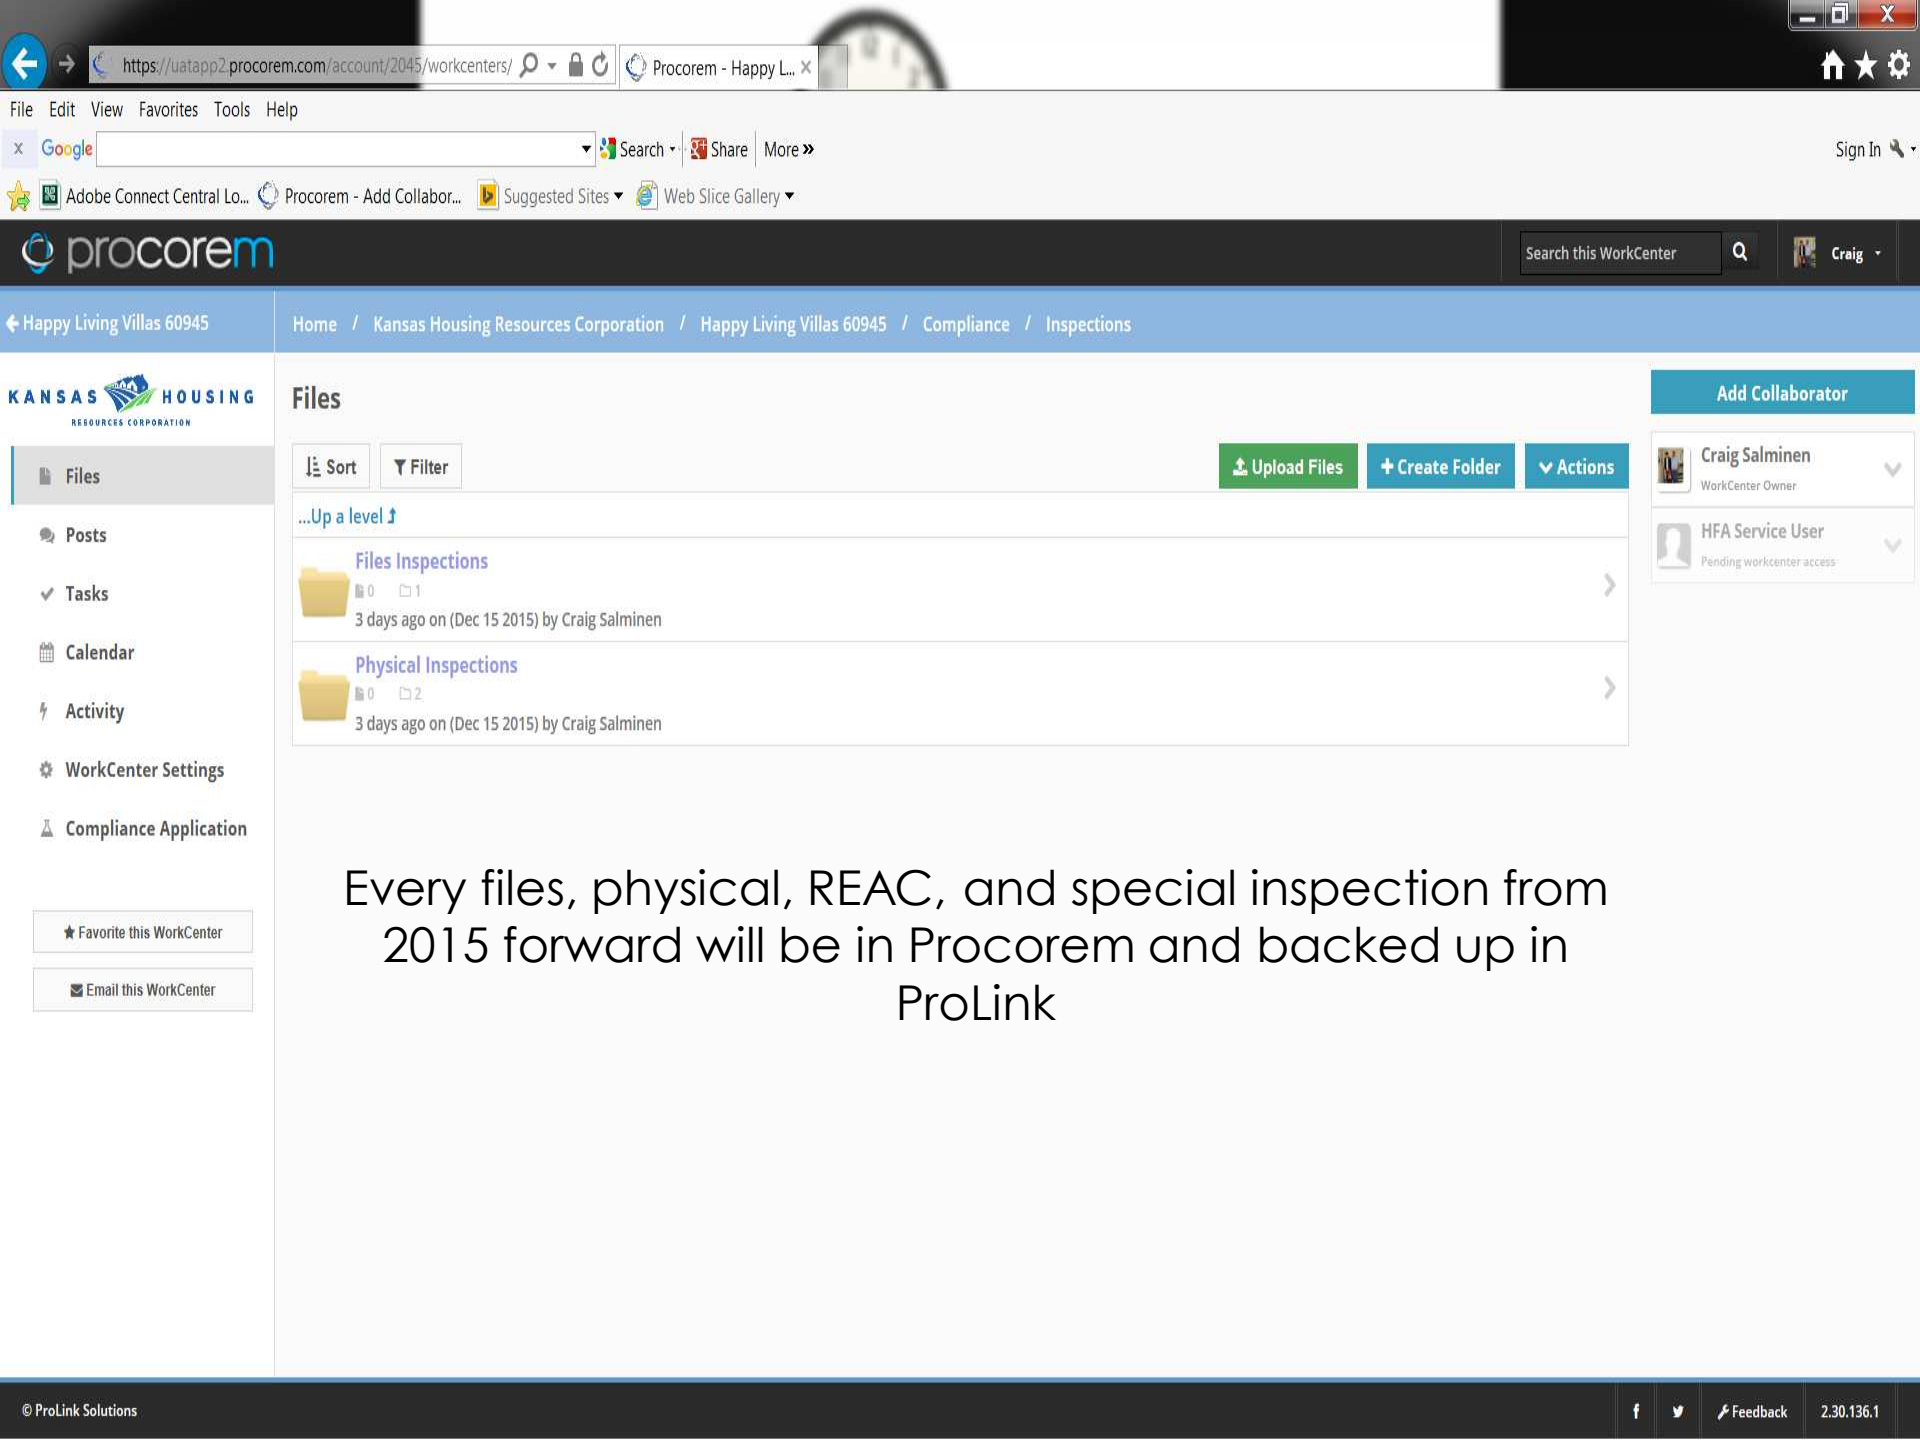 https://uatapp2.procorem.com/account/2045/workcenters/
Procorem - Happy L...
File Edit View Favorites Tools Help
x Google Search Share More »
Sign In
Adobe Connect Central Lo... Procorem - Add Collabor... Suggested Sites Web Slice Gallery
procorem
Search this WorkCenter
Craig
Happy Living Villas 60945
Home / Kansas Housing Resources Corporation / Happy Living Villas 60945 / Compliance / Inspections
KANSAS HOUSING
RESOURCES CORPORATION
Files
Posts
Tasks
Calendar
Activity
WorkCenter Settings
Compliance Application
Favorite this WorkCenter
Email this WorkCenter
Files
Sort Filter
Upload Files + Create Folder Actions
...Up a level
Files Inspections
0 1
3 days ago on (Dec 15 2015) by Craig Salminen
Physical Inspections
0 2
3 days ago on (Dec 15 2015) by Craig Salminen
Add Collaborator
Craig Salminen
WorkCenter Owner
HFA Service User
Pending workcenter access
Every files, physical, REAC, and special inspection from
2015 forward will be in Procorem and backed up in
ProLink
© ProLink Solutions
Feedback
2.30.136.1